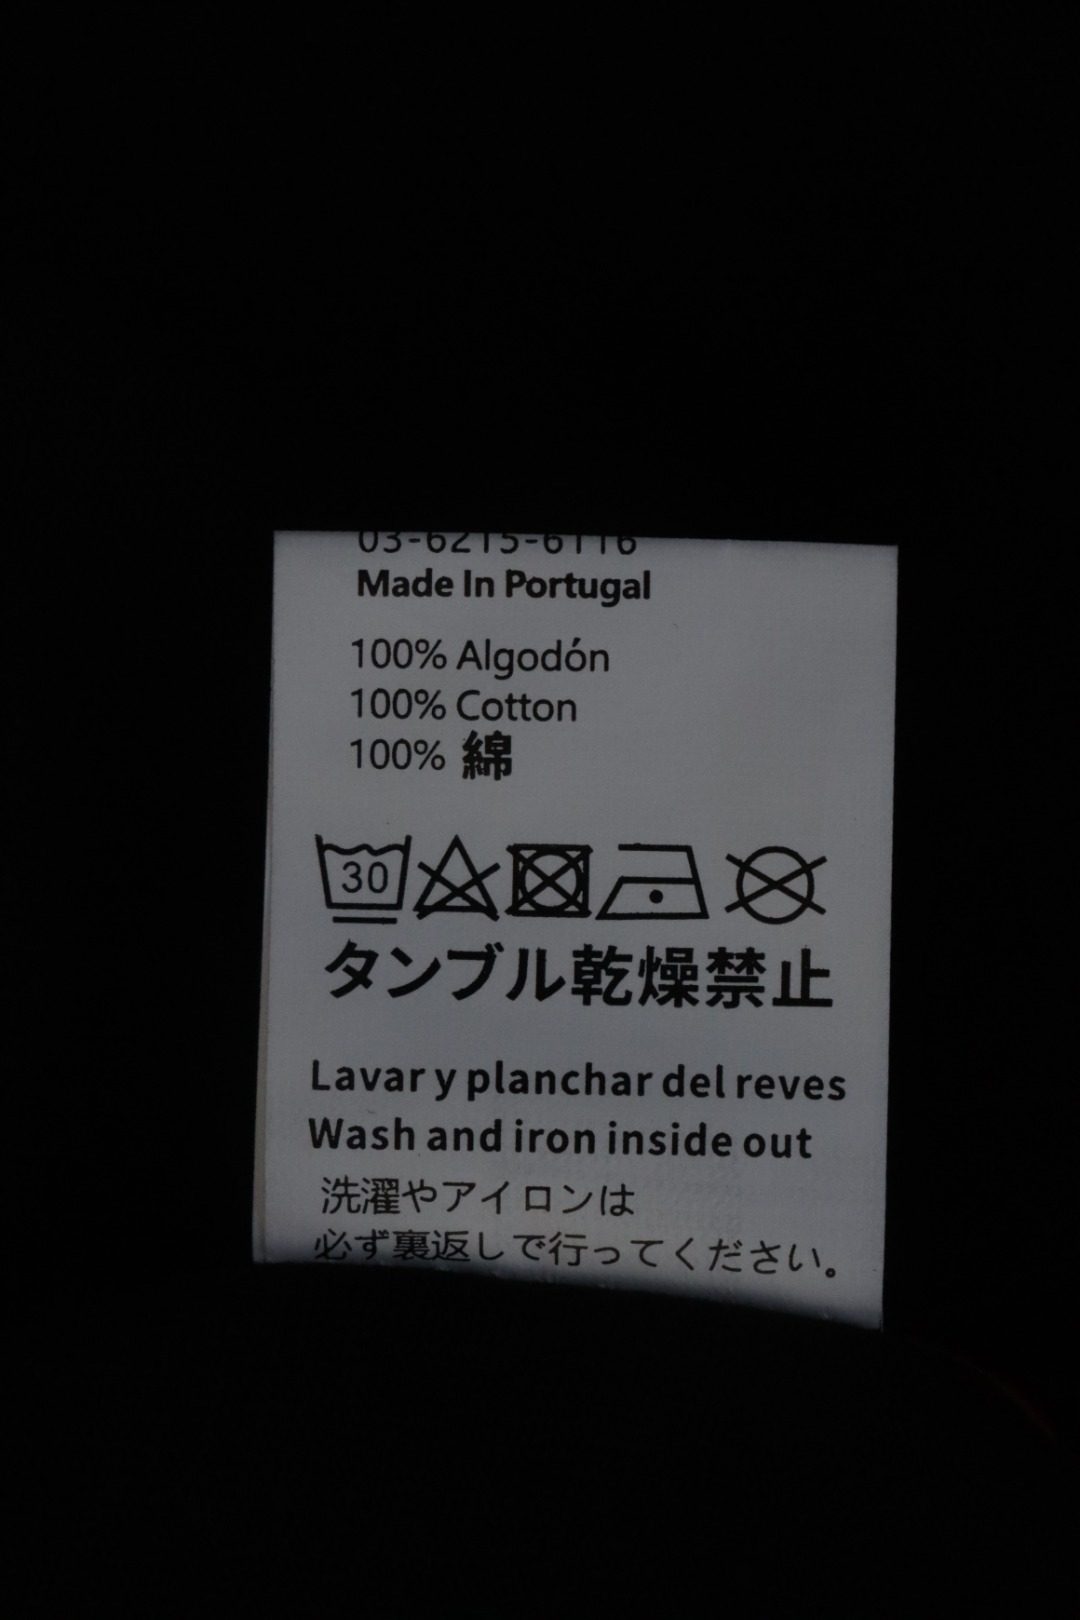 03-6215-6116
Made In Portugal
100% Algodón
100% Cotton
100% 綿
30
タンブル乾燥禁止
Lavar y planchar del reves
Wash and iron inside out
洗濯やアイロンは
必ず裏返しで行ってください。